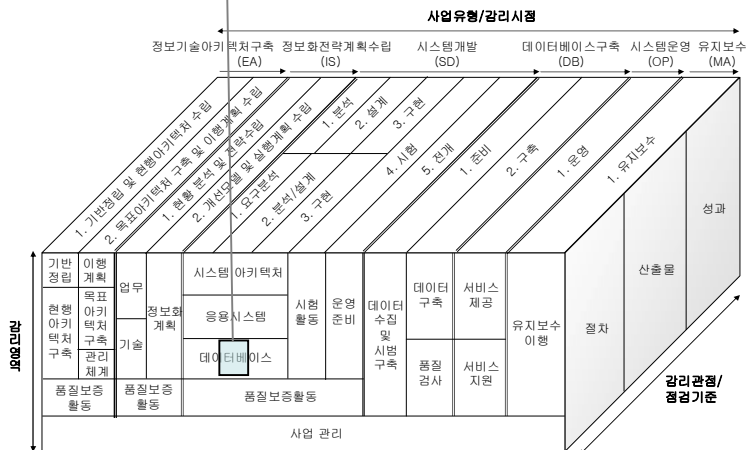 사업유형/감리시점
정보기술아키텍처구축 정보화전략계획수립 시스템개발 데이터베이스구축 시스템운영 유지보수
(EA) (IS) (SD) (DB) (OP) (MA)
1. 기반정립 및 현행아키텍처 수립
2. 목표아키텍처 구축 및 이행계획 수립
1. 현황 분석 및 전략수립
2. 개선모델 및 실행계획 수립
1. 분석
2. 설계
3. 구현
1. 요구분석
2. 분석/설계
3. 구현
4. 시험
5. 전개
1. 준비
2. 구축
1. 운영
1. 유지보수
감리영역
기반
정립
이행
계획
현행
아키
텍처
구축
목표
아키
텍처
구축
관리
체계
업무
기술
정보화
계획
시스템 아키텍처
응용시스템
데이터베이스
시험
활동
운영
준비
데이터
수집
및
시범
구축
데이터
구축
품질
검사
서비스
제공
서비스
지원
유지보수
이행
품질보증
활동
품질보증
활동
품질보증활동
사업 관리
절차
산출물
성과
감리관점/
점검기준